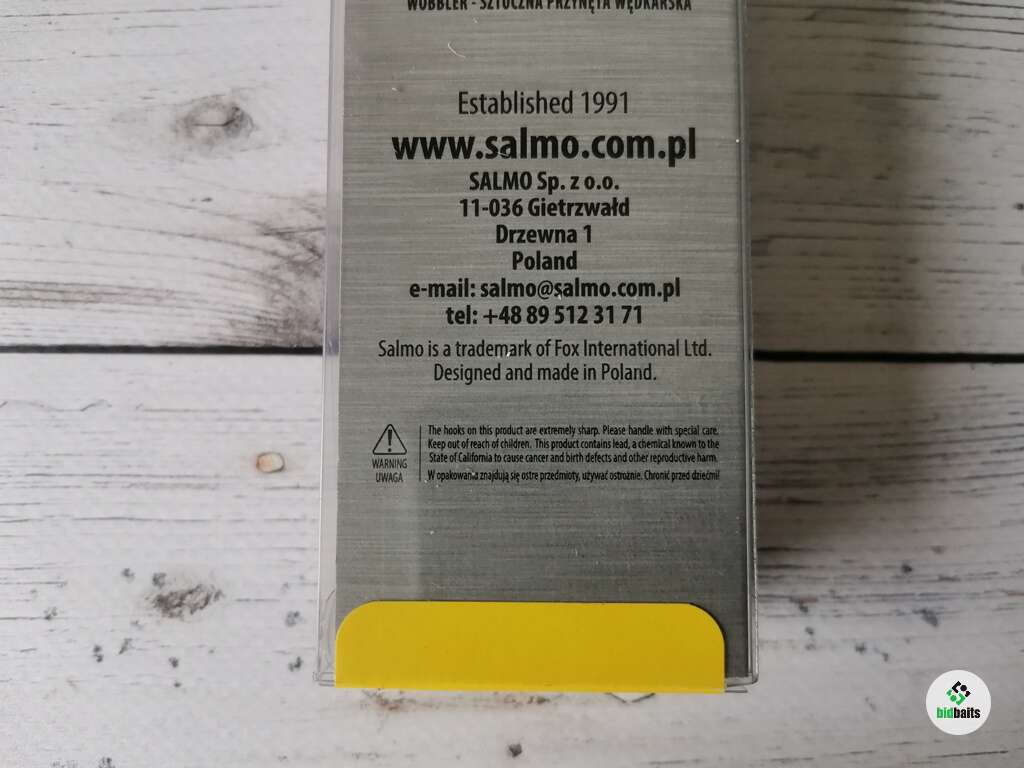 WOBBLER - SZTUCZNA PRZYNĘTA WĘDKARSKA
Established 1991
www.salmo.com.pl
SALMO Sp. z o.o.
11-036 Gietrzwałd
Drzewna 1
Poland
e-mail: salmo@salmo.com.pl
tel: +48 89 512 31 71
Salmo is a trademark of Fox International Ltd.
Designed and made in Poland.
WARNING
UWAGA
The hooks on this product are extremely sharp. Please handle with special care.
Keep out of reach of children. This product contains lead, a chemical known to the
State of California to cause cancer and birth defects and other reproductive harm.
W opakowaniu znajdują się ostre przedmioty, używać ostrożnie. Chronić przed dziećmi!
bidbaits